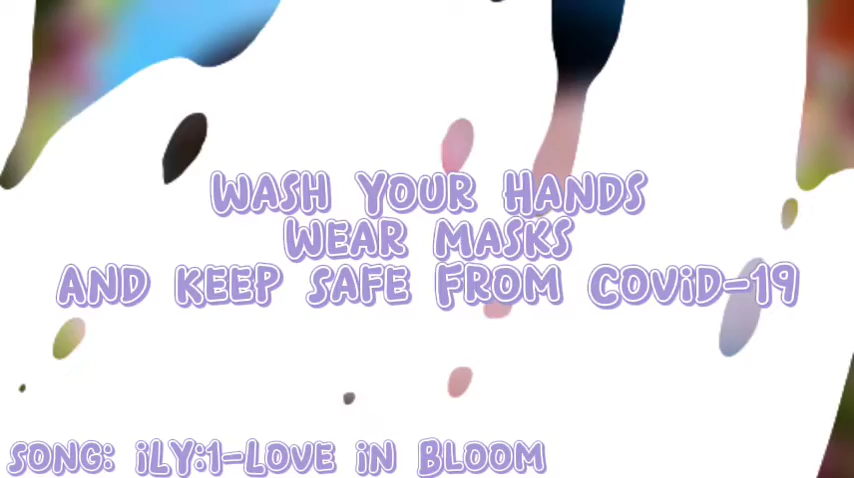 Wash Your Hands
Wear Masks
and keep safe From Covid-19
song: iLY:1-Love in Bloom